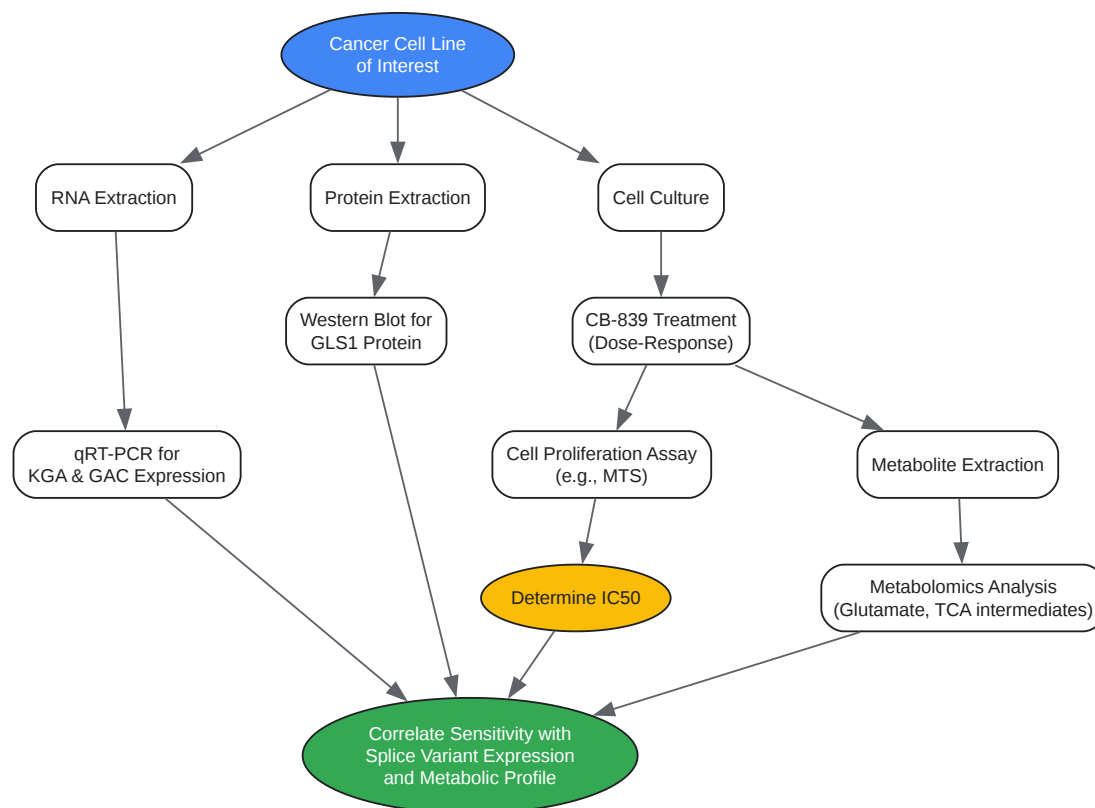 Cancer Cell Line
of Interest
RNA Extraction
Protein Extraction
Cell Culture
Western Blot for
GLS1 Protein
CB-839 Treatment
(Dose-Response)
qRT-PCR for
KGA & GAC Expression
Cell Proliferation Assay
(e.g., MTS)
Metabolite Extraction
Determine IC50
Metabolomics Analysis
(Glutamate, TCA intermediates)
Correlate Sensitivity with
Splice Variant Expression
and Metabolic Profile